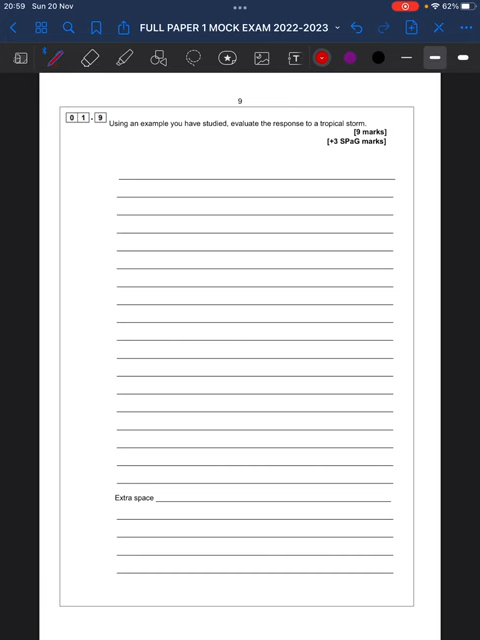 20:59 Sun 20 Nov 62%
FULL PAPER 1 MOCK EXAM 2022-2023
T
9
0 1 . 9 Using an example you have studied, evaluate the response to a tropical storm.
[9 marks]
[+3 SPaG marks]
Extra space